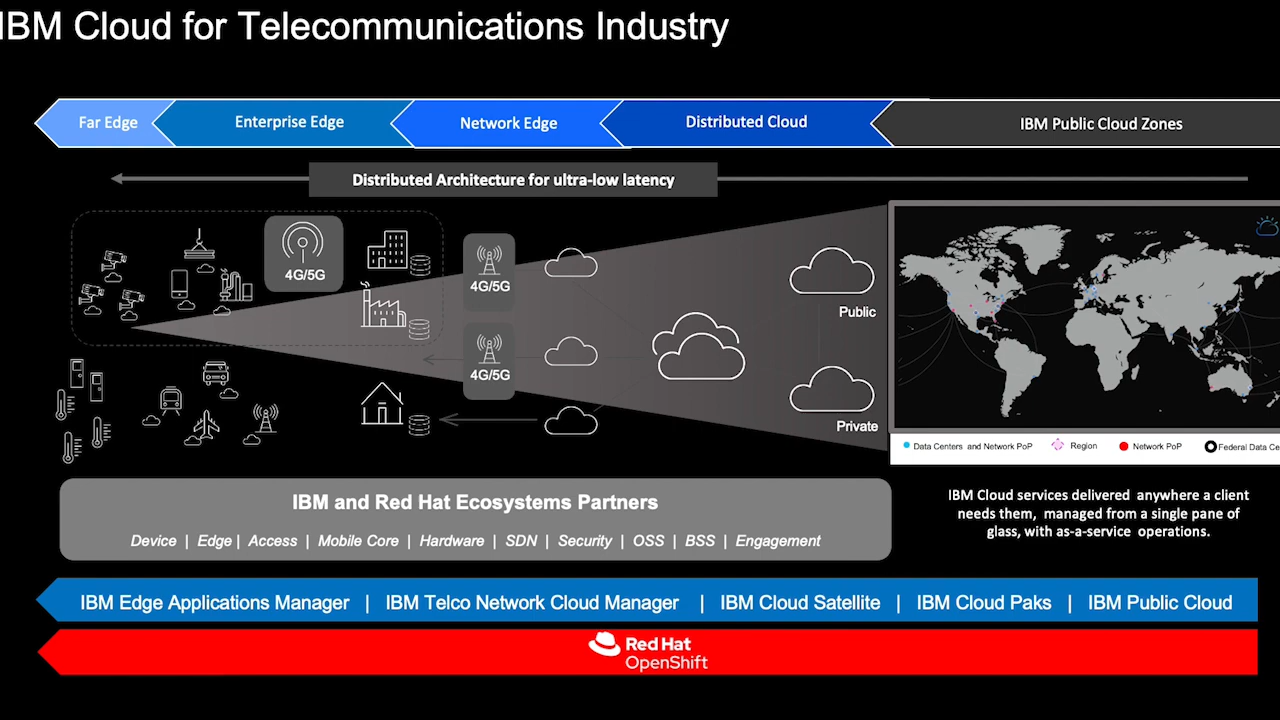 IBM Cloud for Telecommunications Industry
Far Edge
Enterprise Edge
Network Edge
Distributed Cloud
IBM Public Cloud Zones
Distributed Architecture for ultra-low latency
4G/5G
4G/5G
4G/5G
Public
Private
Data Centers and Network PoP
Region
Network PoP
Federal Data Ce
IBM and Red Hat Ecosystems Partners
Device | Edge | Access | Mobile Core | Hardware | SDN | Security | OSS | BSS | Engagement
IBM Cloud services delivered anywhere a client
needs them, managed from a single pane of
glass, with as-a-service operations.
IBM Edge Applications Manager | IBM Telco Network Cloud Manager | IBM Cloud Satellite | IBM Cloud Paks | IBM Public Cloud
Red Hat
OpenShift